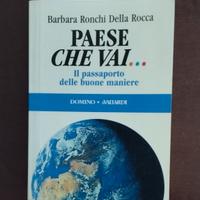 Barbara Ronchi Della Rocca
PAESE
CHE VAI...
Il passaporto
delle buone maniere
DOMINO • VALLARDI